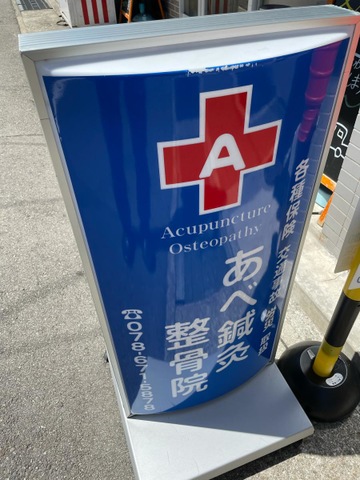 A
Acupuncture
Osteopathy
各種保険 交通事故
あべ鍼灸
整骨院
☎078-671-5878